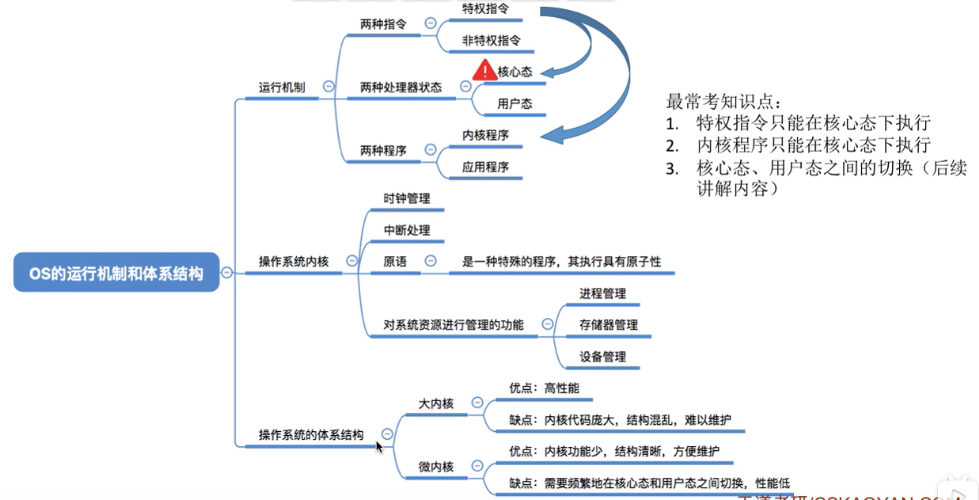 特权指令
两种指令
非特权指令
核心态
运行机制
两种处理器状态
用户态
内核程序
两种程序
应用程序
最常考知识点：
1. 特权指令只能在核心态下执行
2. 内核程序只能在核心态下执行
3. 核心态、用户态之间的切换（后续
讲解内容）
OS的运行机制和体系结构
时钟管理
中断处理
操作系统内核
原语
是一种特殊的程序，其执行具有原子性
进程管理
对系统资源进行管理的功能
存储器管理
设备管理
优点：高性能
大内核
缺点：内核代码庞大，结构混乱，难以维护
操作系统的体系结构
优点：内核功能少，结构清晰，方便维护
微内核
缺点：需要频繁地在核心态和用户态之间切换，性能低